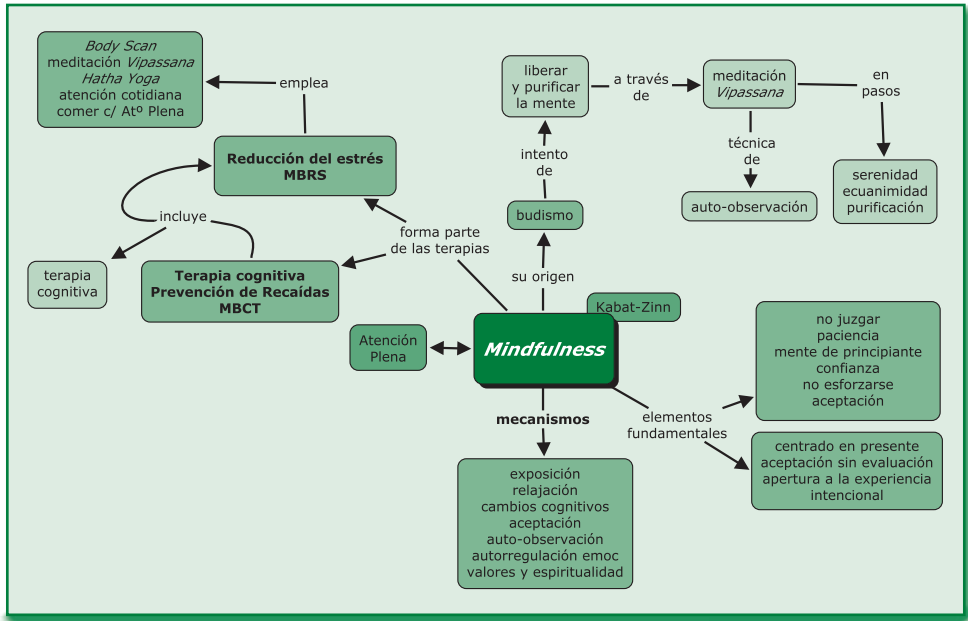 Body Scan
meditación Vipassana
Hatha Yoga
atención cotidiana
comer c/ Atº Plena
emplea
Reducción del estrés
MBRS
incluye
terapia
cognitiva
Terapia cognitiva
Prevención de Recaídas
MBCT
forma parte
de las terapias
liberar
y purificar
la mente
a través
de
meditación
Vipassana
en
pasos
intento
de
técnica
de
serenidad
ecuanimidad
purificación
auto-observación
budismo
su origen
Kabat-Zinn
Atención
Plena
Mindfulness
mecanismos
exposición
relajación
cambios cognitivos
aceptación
auto-observación
autorregulación emoc
valores y espiritualidad
elementos
fundamentales
no juzgar
paciencia
mente de principiante
confianza
no esforzarse
aceptación
centrado en presente
aceptación sin evaluación
apertura a la experiencia
intencional